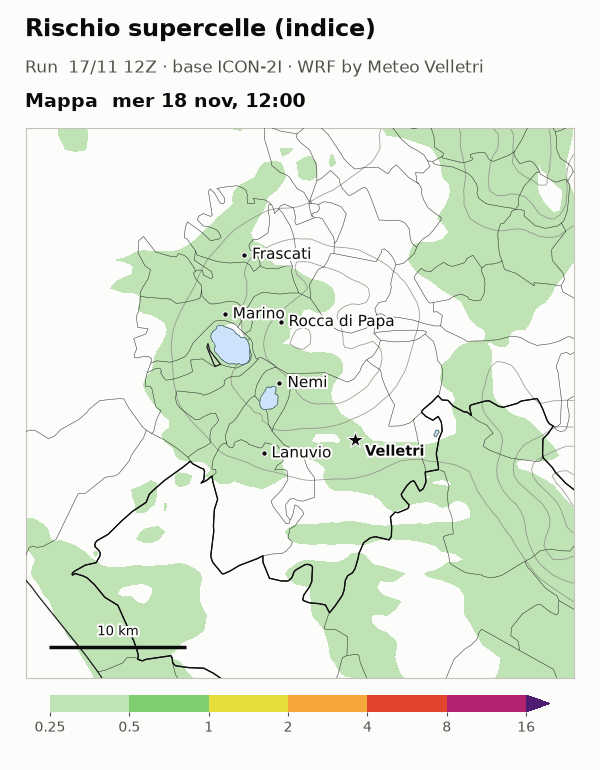 Rischio supercelle (indice)
Run  17/11 12Z · base ICON-2I · WRF by Meteo Velletri
Mappa  mer 18 nov, 12:00
Frascati
Marino
Rocca di Papa
Nemi
Velletri
Lanuvio
10 km
0.25 0.5 1 2 4 8 16